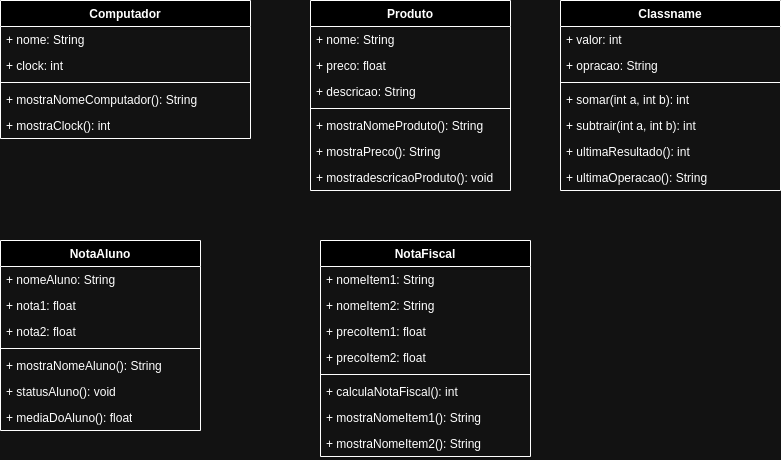 Computador
+ nome: String
+ clock: int
+ mostraNomeComputador(): String
+ mostraClock(): int
Produto
+ nome: String
+ preco: float
+ descricao: String
+ mostraNomeProduto(): String
+ mostraPreco(): String
+ mostradescricaoProduto(): void
Classname
+ valor: int
+ opracao: String
+ somar(int a, int b): int
+ subtrair(int a, int b): int
+ ultimaResultado(): int
+ ultimaOperacao(): String
NotaAluno
+ nomeAluno: String
+ nota1: float
+ nota2: float
+ mostraNomeAluno(): String
+ statusAluno(): void
+ mediaDoAluno(): float
NotaFiscal
+ nomeItem1: String
+ nomeItem2: String
+ precoItem1: float
+ precoItem2: float
+ calculaNotaFiscal(): int
+ mostraNomeItem1(): String
+ mostraNomeItem2(): String